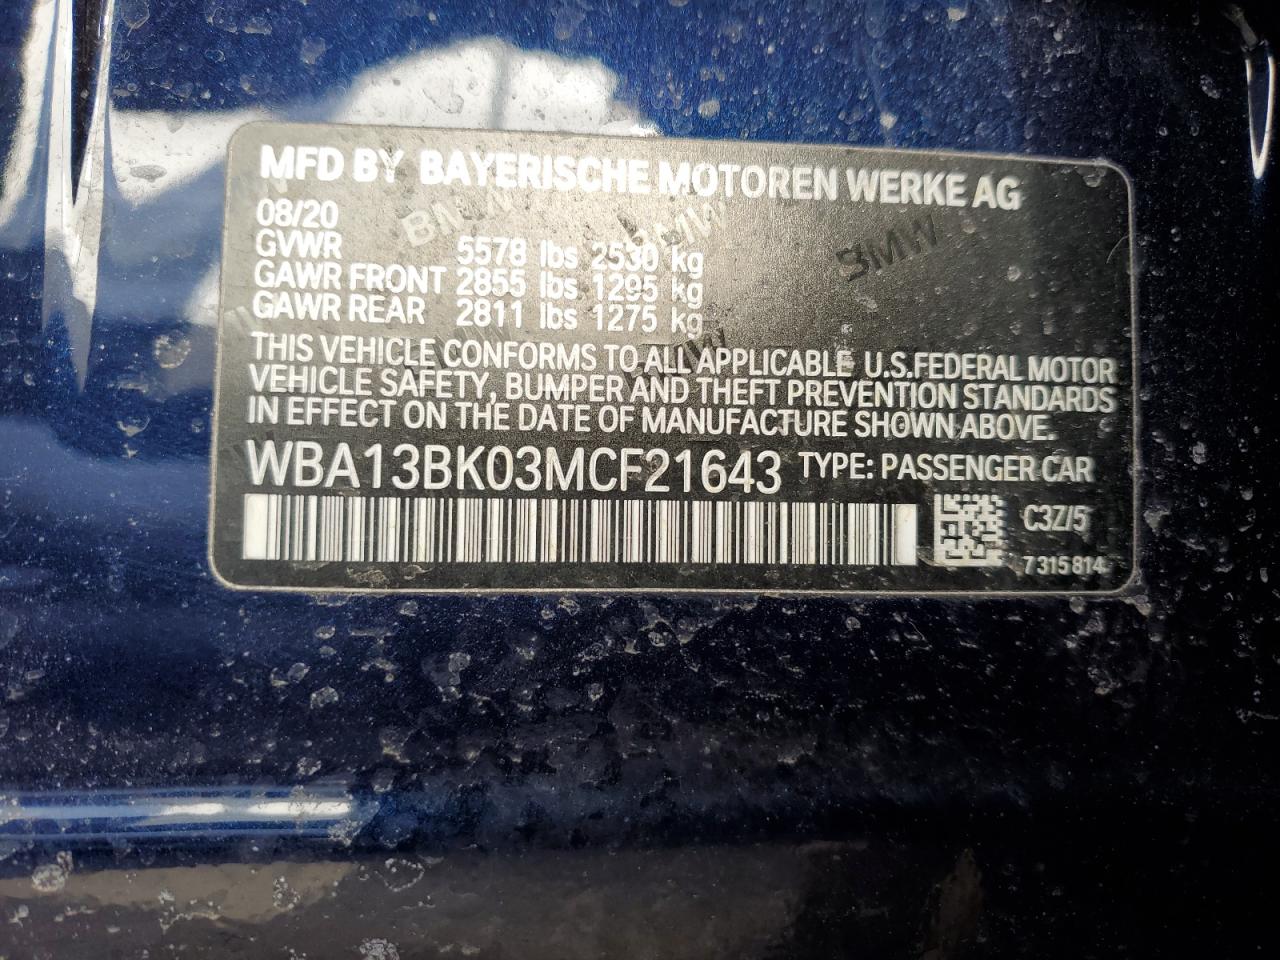 MFD BY BAYERISCHE MOTOREN WERKE AG
08/20
GVWR 5578 lbs 2530 kg
GAWR FRONT 2855 lbs 1295 kg
GAWR REAR 2811 lbs 1275 kg
THIS VEHICLE CONFORMS TO ALL APPLICABLE U.S.FEDERAL MOTOR
VEHICLE SAFETY, BUMPER AND THEFT PREVENTION STANDARDS
IN EFFECT ON THE DATE OF MANUFACTURE SHOWN ABOVE.
WBA13BK03MCF21643 TYPE: PASSENGER CAR
C3Z/5
7 315 814
BMW
BMW
BMW